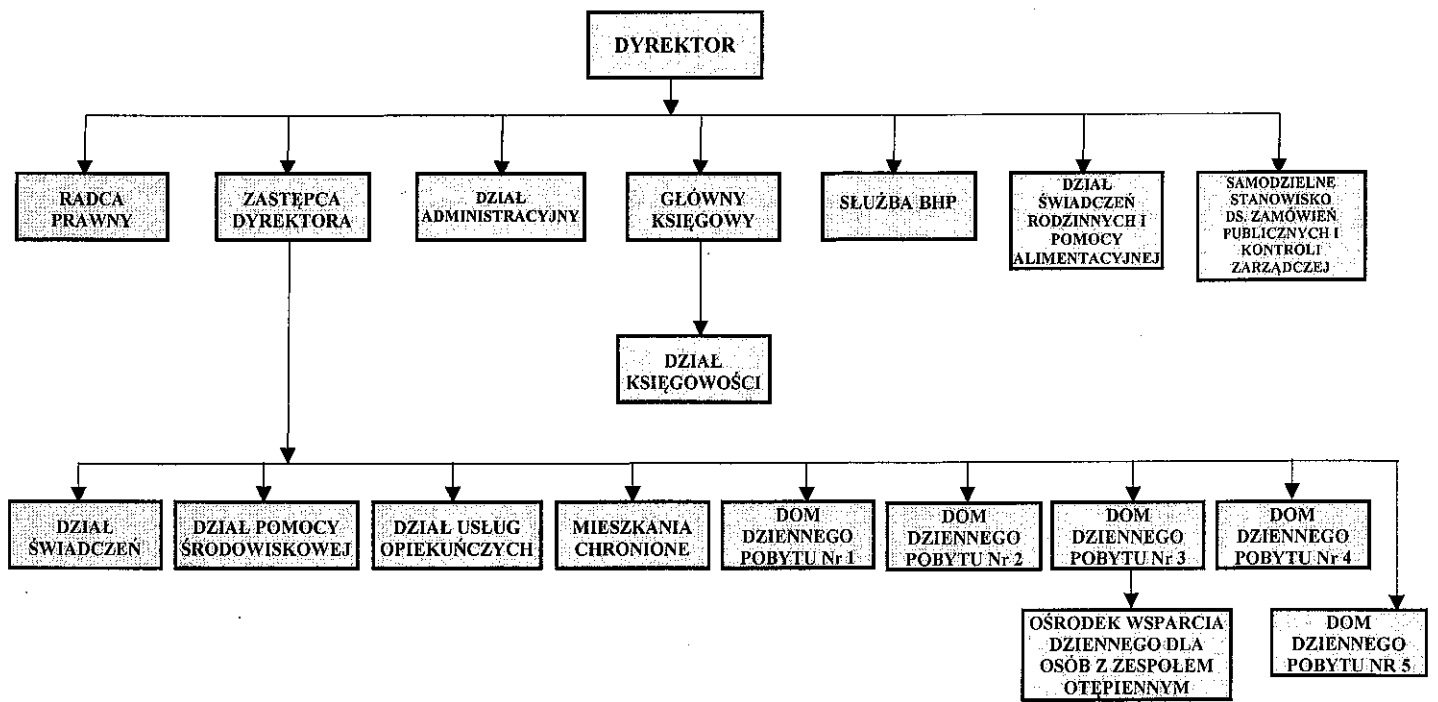 DYREKTOR
RADCA
PRAWNY
ZASTĘPCA
DYREKTORA
DZIAŁ
ADMINISTRACYJNY
GŁÓWNY
KSIĘGOWY
SŁUŻBA BHP
DZIAŁ
ŚWIADCZEŃ
RODZINNYCH I
POMOCY
ALIMENTACYJNEJ
SAMODZIELNE
STANOWISKO
DS. ZAMÓWIEŃ
PUBLICZNYCH I
KONTROLI
ZARZĄDCZEJ
DZIAŁ
KSIĘGOWOŚCI
DZIAŁ
ŚWIADCZEŃ
DZIAŁ POMOCY
ŚRODOWISKOWEJ
DZIAŁ USŁUG
OPIEKUŃCZYCH
MIESZKANIA
CHRONIONE
DOM
DZIENNEGO
POBYTU Nr 1
DOM
DZIENNEGO
POBYTU Nr 2
DOM
DZIENNEGO
POBYTU Nr 3
DOM
DZIENNEGO
POBYTU Nr 4
OŚRODEK WSPARCIA
DZIENNEGO DLA
OSÓB Z ZESPOŁEM
OTĘPIENNYM
DOM
DZIENNEGO
POBYTU NR 5